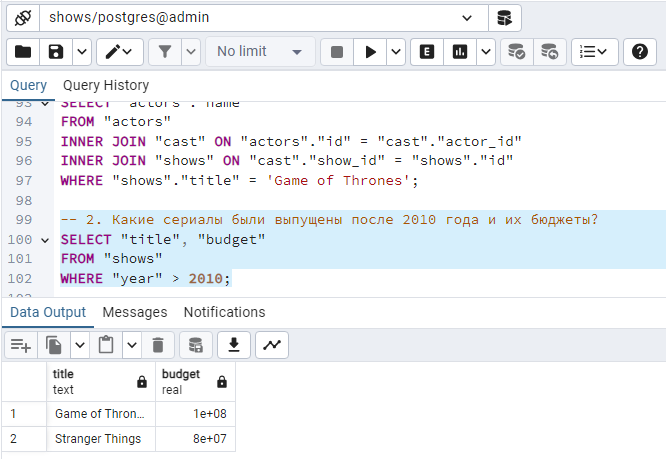 shows/postgres@admin
No limit
E
Query Query History
93 SELECT "actors"."name"
94 FROM "actors"
95 INNER JOIN "cast" ON "actors"."id" = "cast"."actor_id"
96 INNER JOIN "shows" ON "cast"."show_id" = "shows"."id"
97 WHERE "shows"."title" = 'Game of Thrones';
98
99 -- 2. Какие сериалы были выпущены после 2010 года и их бюджеты?
100 SELECT "title", "budget"
101 FROM "shows"
102 WHERE "year" > 2010;
Data Output Messages Notifications
title budget
text real
1 Game of Thron... 1e+08
2 Stranger Things 8e+07